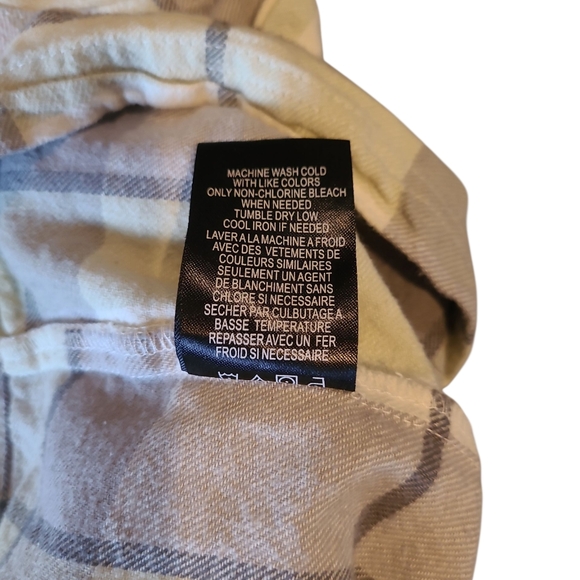 MACHINE WASH COLD
WITH LIKE COLORS
ONLY NON-CHLORINE BLEACH
WHEN NEEDED
TUMBLE DRY LOW
COOL IRON IF NEEDED
LAVER A LA MACHINE A FROID
AVEC DES VETEMENTS DE
COULEURS SIMILAIRES
SEULEMENT UN AGENT
DE BLANCHIMENT SANS
CHLORE SI NECESSAIRE
SECHER PAR CULBUTAGE A
BASSE TEMPERATURE
REPASSER AVEC UN FER
FROID SI NECESSAIRE